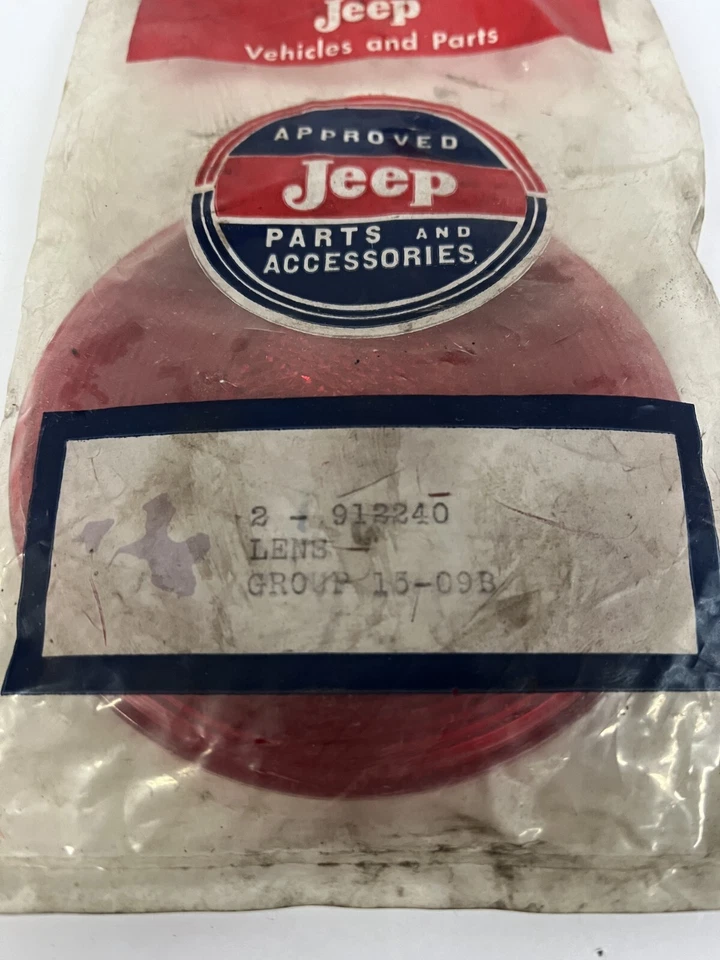 Jeep
Vehicles and Parts
APPROVED
Jeep
PARTS AND
ACCESSORIES.
2 - 912240
LENS -
GROUP 15-09B